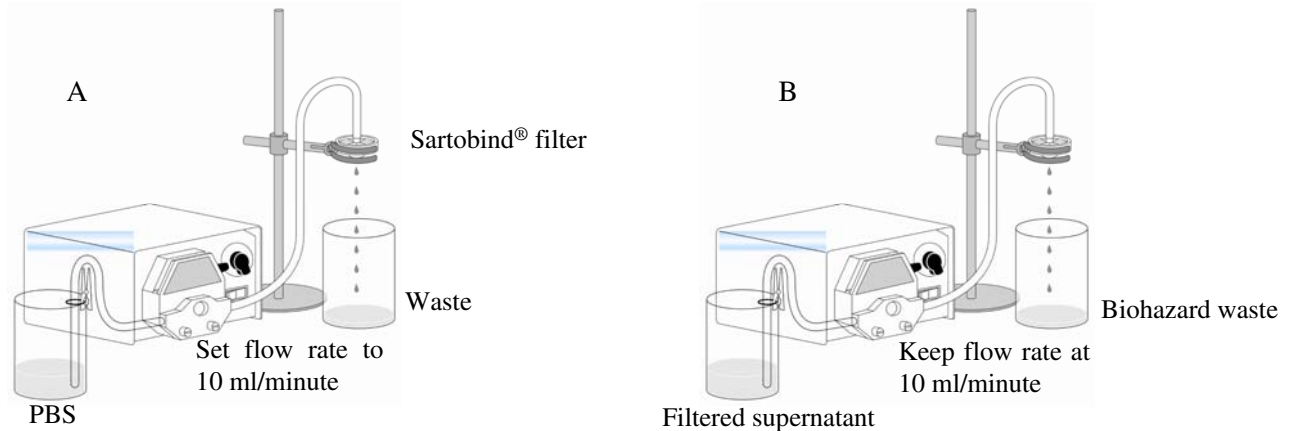 A
Sartobind® filter
Waste
Set flow rate to
10 ml/minute
PBS
B
Biohazard waste
Keep flow rate at
10 ml/minute
Filtered supernatant